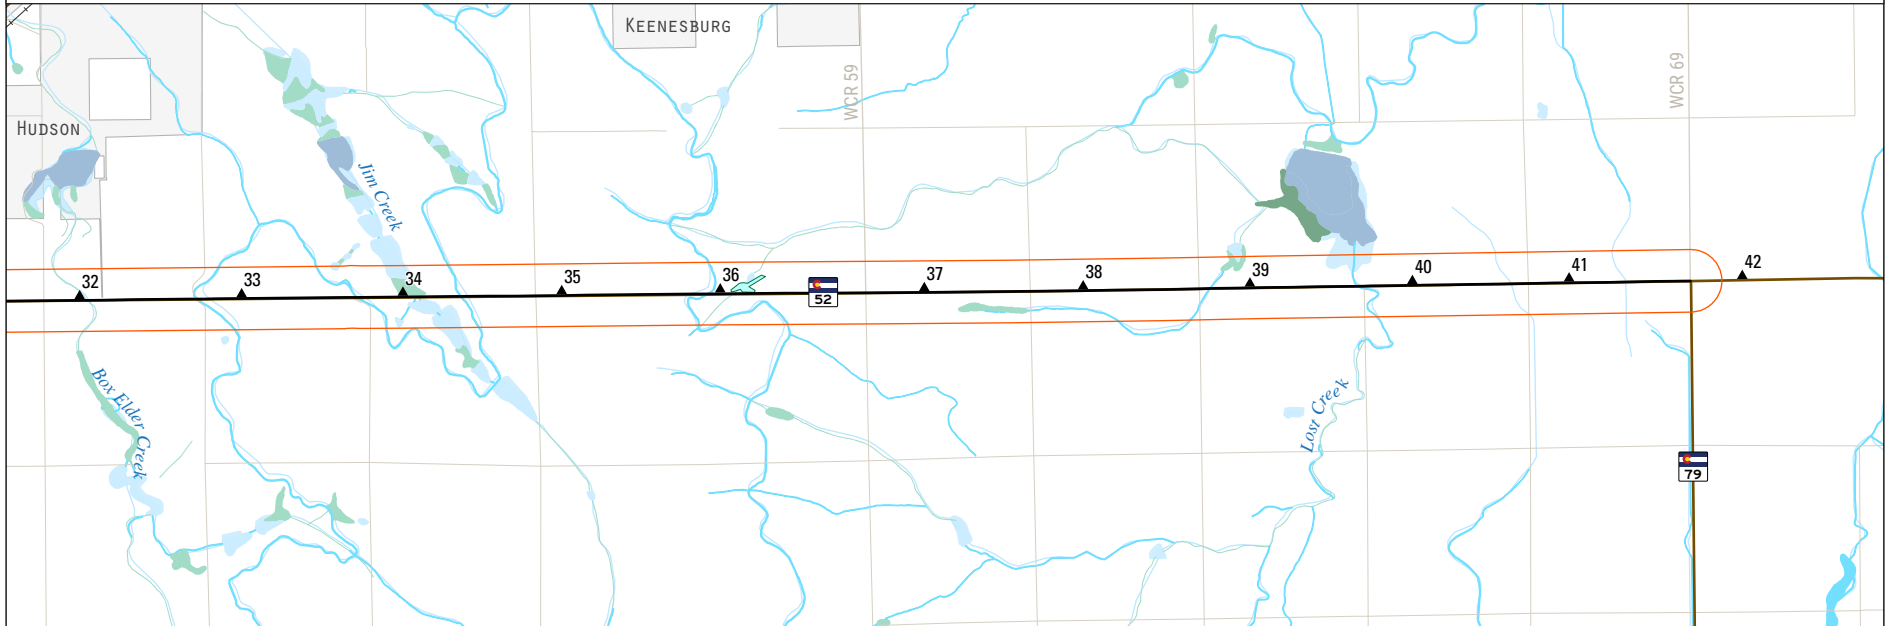 KEENESBURG
WCR 59
WCR 69
HUDSON
Jim Creek
32
33
34
35
36
37
38
39
40
41
42
52
Box Elder Creek
Lost Creek
79